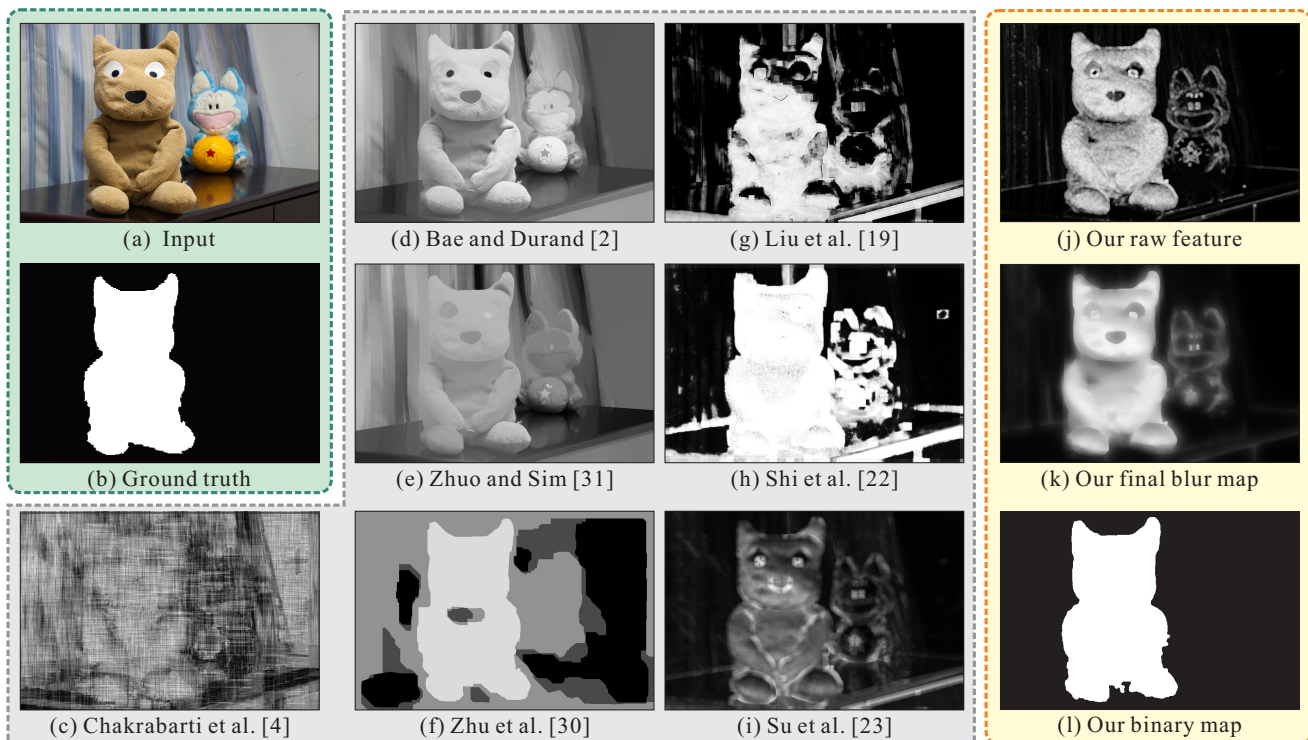 (a) Input
(b) Ground truth
(c) Chakrabarti et al. [4]
(d) Bae and Durand [2]
(e) Zhuo and Sim [31]
(f) Zhu et al. [30]
(g) Liu et al. [19]
(h) Shi et al. [22]
(i) Su et al. [23]
(j) Our raw feature
(k) Our final blur map
(l) Our binary map